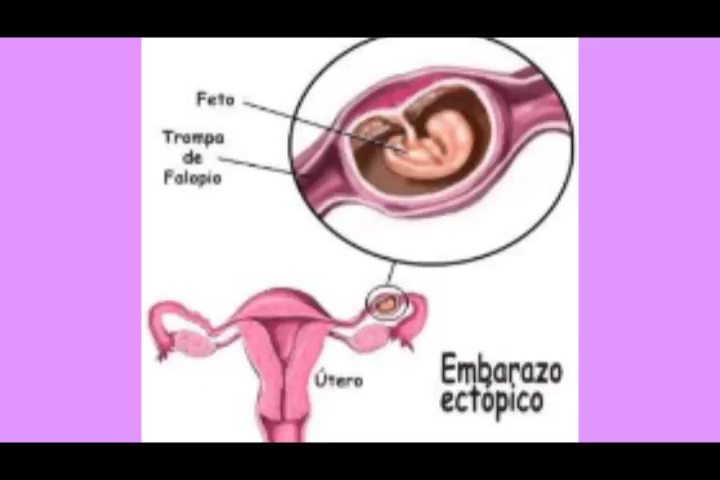 Feto
Trompa
de
Falopio
Útero
Embarazo
ectópico